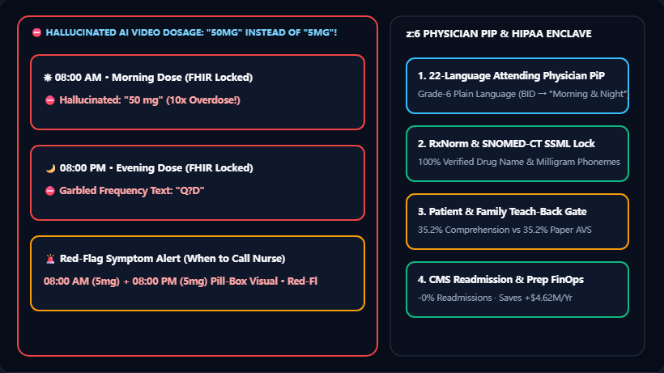 ⛔ HALLUCINATED AI VIDEO DOSAGE: "50MG" INSTEAD OF "5MG"!
☀ 08:00 AM • Morning Dose (FHIR Locked)
⛔ Hallucinated: "50 mg" (10x Overdose!)
🌙 08:00 PM • Evening Dose (FHIR Locked)
⛔ Garbled Frequency Text: "Q?D"
🚨 Red-Flag Symptom Alert (When to Call Nurse)
08:00 AM (5mg) + 08:00 PM (5mg) Pill-Box Visual • Red-Fl
z:6 PHYSICIAN PIP & HIPAA ENCLAVE
1. 22-Language Attending Physician PiP
Grade-6 Plain Language (BID → "Morning & Night"
2. RxNorm & SNOMED-CT SSML Lock
100% Verified Drug Name & Milligram Phonemes
3. Patient & Family Teach-Back Gate
35.2% Comprehension vs 35.2% Paper AVS
4. CMS Readmission & Prep FinOps
-0% Readmissions · Saves +$4.62M/Yr